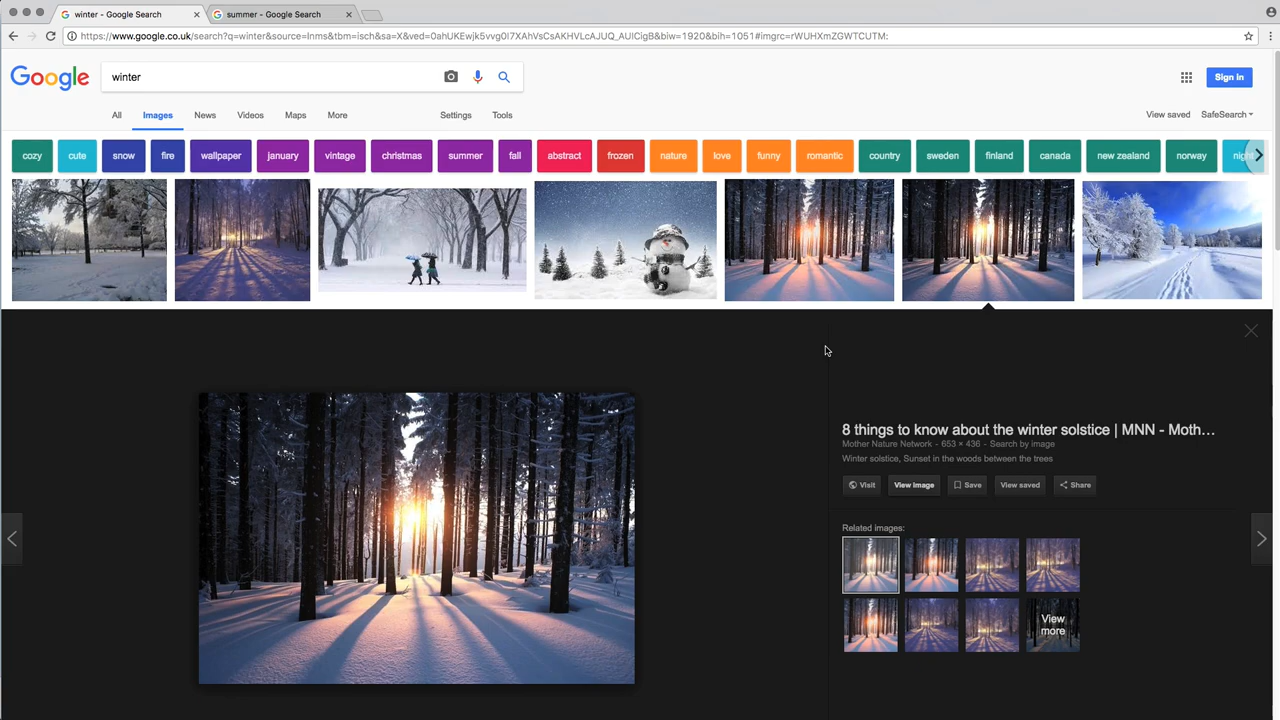 winter - Google Search
summer - Google Search
https://www.google.co.uk/search?q=winter&source=lnms&tbm=isch&sa=X&ved=0ahUKEwjk5vvg0I7XAhVsCsAKHVLcAJUQ_AUICigB&biw=1920&bih=1051#imgrc=rWUHXmZGWTCUTM:
Google
winter
Sign in
All Images News Videos Maps More Settings Tools
View saved SafeSearch
cozy cute snow fire wallpaper january vintage christmas summer fall abstract frozen nature love funny romantic country sweden finland canada new zealand norway
8 things to know about the winter solstice | MNN - Moth...
Mother Nature Network - 653 × 436 - Search by image
Winter solstice, Sunset in the woods between the trees
Visit View image Save View saved Share
Related images:
View
more